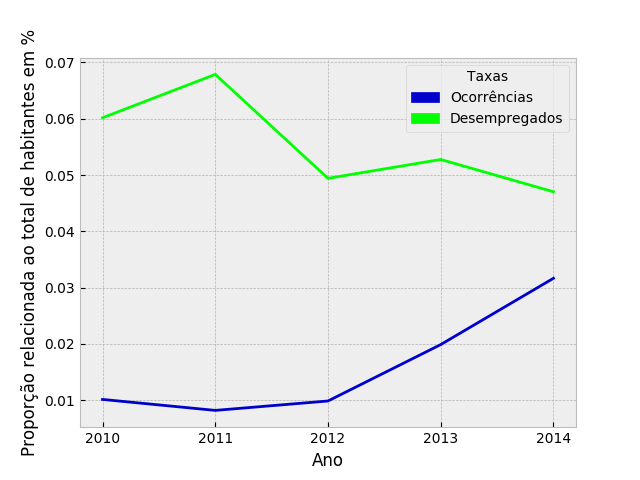 Proporção relacionada ao total de habitantes em %
0.07
0.06
0.05
0.04
0.03
0.02
0.01
Taxas
Ocorrências
Desempregados
2010 2011 2012 2013 2014
Ano